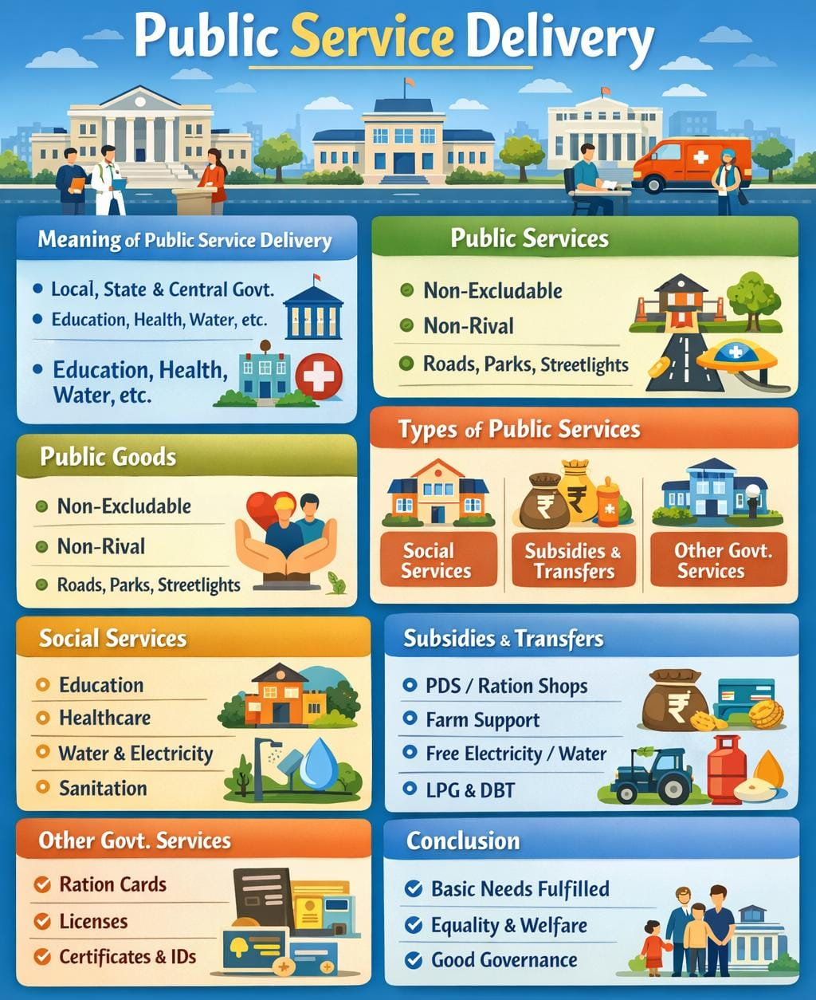 Public Service Delivery
Meaning of Public Service Delivery
Local, State & Central Govt.
Education, Health, Water, etc.
Education, Health,
Water, etc.
Public Services
Non-Excludable
Non-Rival
Roads, Parks, Streetlights
Public Goods
Non-Excludable
Non-Rival
Roads, Parks, Streetlights
Types of Public Services
₹
₹
Social
Services
Subsidies &
Transfers
Other Govt.
Services
Social Services
Education
Healthcare
Water & Electricity
Sanitation
Subsidies & Transfers
PDS / Ration Shops
Farm Support
Free Electricity / Water
LPG & DBT
₹
Other Govt. Services
Ration Cards
Licenses
Certificates & IDs
Conclusion
Basic Needs Fulfilled
Equality & Welfare
Good Governance